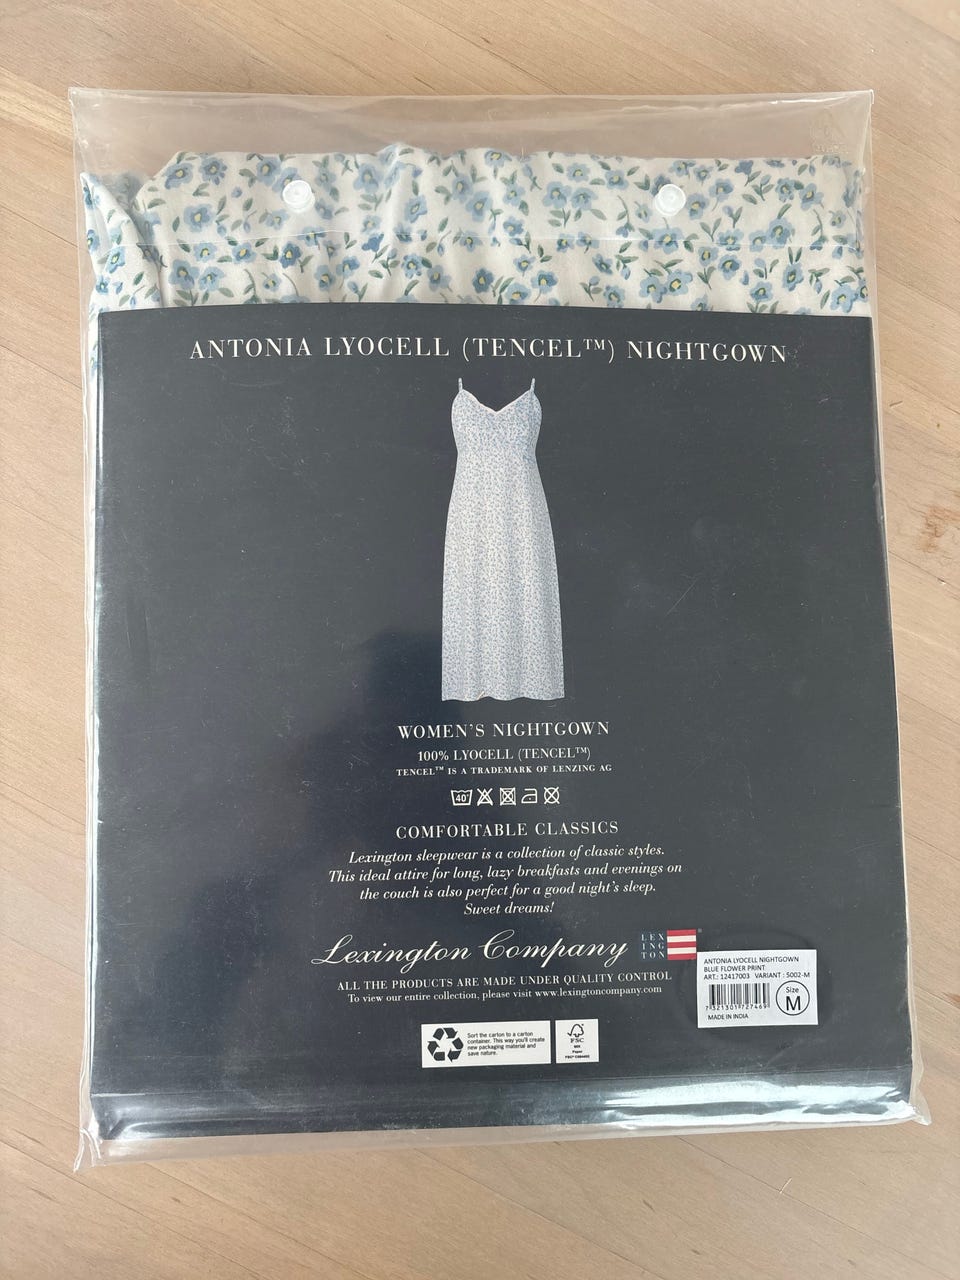 ANTONIA LYOCELL (TENCEL™) NIGHTGOWN
WOMEN'S NIGHTGOWN
100% LYOCELL (TENCEL™)
TENCEL™ IS A TRADEMARK OF LENZING AG
40°
COMFORTABLE CLASSICS
Lexington sleepwear is a collection of classic styles.
This ideal attire for long, lazy breakfasts and evenings on
the couch is also perfect for a good night's sleep.
Sweet dreams!
Lexington Company
LEX
ING
TON
®
ALL THE PRODUCTS ARE MADE UNDER QUALITY CONTROL
To view our entire collection, please visit www.lexingtoncompany.com
ANTONIA LYOCELL NIGHTGOWN
BLUE FLOWER PRINT
ART.: 12417003 VARIANT : 5002-M
7321301727469
Size
M
MADE IN INDIA
Sort the carton to a carton
container. This way you'll create
new packaging material and
save nature.
FSC
MIX
Paper